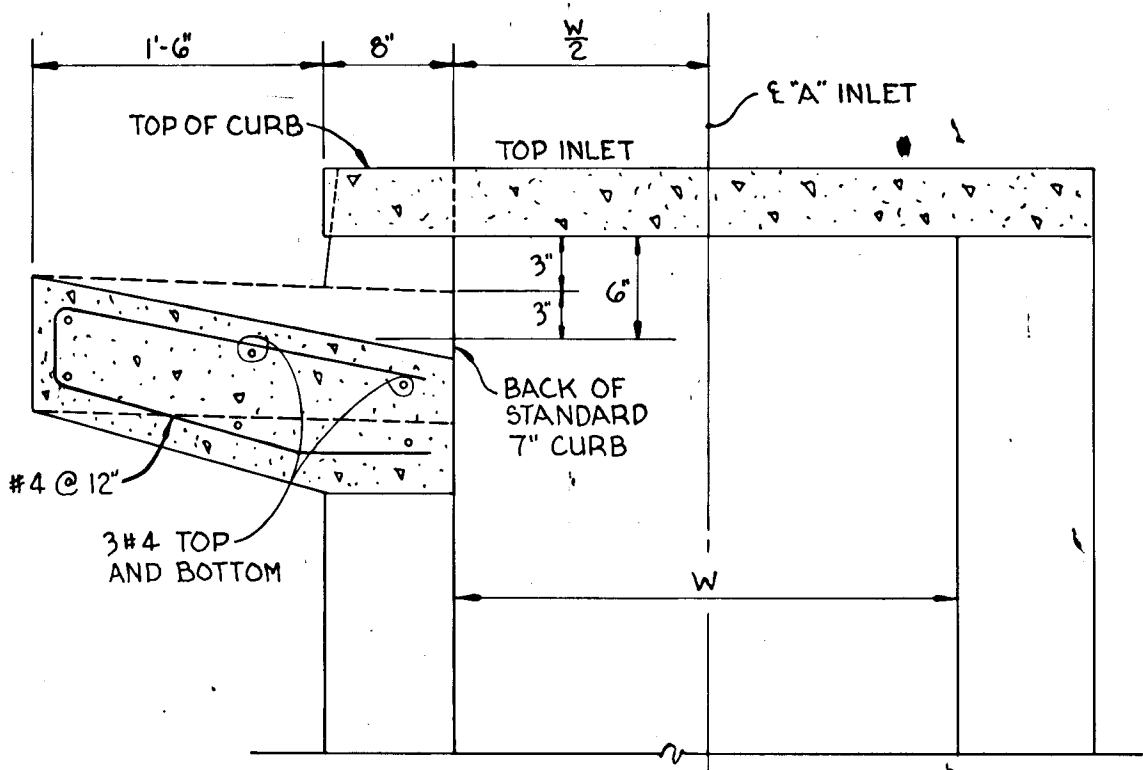 1'-6"
8"
W
2
℄ "A" INLET
TOP OF CURB
TOP INLET
3"
6"
3"
BACK OF
STANDARD
7" CURB
#4 @ 12"
3#4 TOP
AND BOTTOM
W